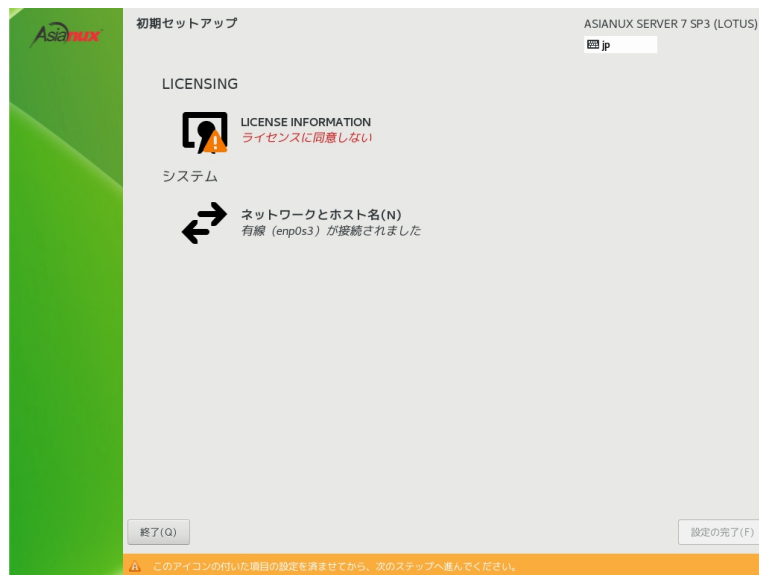 Asianux
初期セットアップ
ASIANUX SERVER 7 SP3 (LOTUS)
jp
LICENSING
LICENSE INFORMATION
ライセンスに同意しない
システム
ネットワークとホスト名(N)
有線（enp0s3）が接続されました
終了(Q)
設定の完了(F)
このアイコンの付いた項目の設定を済ませてから、次のステップへ進んでください。